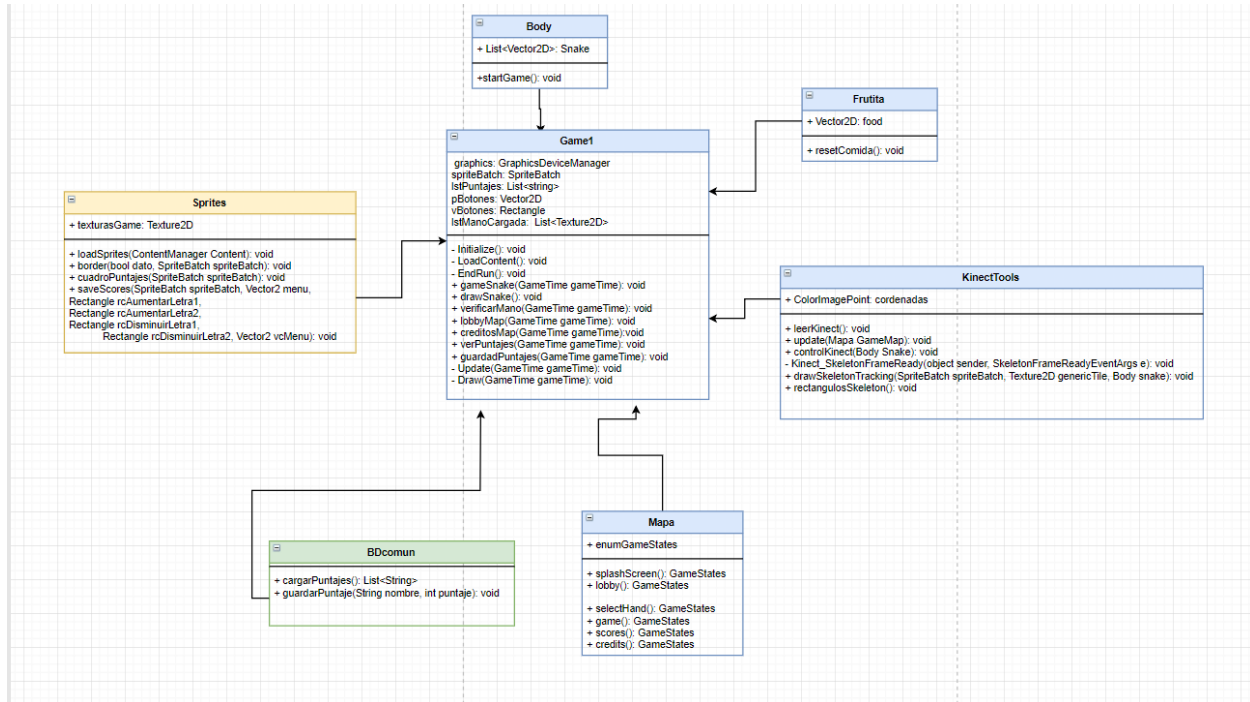 Body
+ List<Vector2D>: Snake
+startGame(): void
Frutita
+ Vector2D: food
+ resetComida(): void
Game1
graphics: GraphicsDeviceManager
spriteBatch: SpriteBatch
lstPuntajes: List<string>
pBotones: Vector2D
vBotones: Rectangle
lstManoCargada: List<Texture2D>
- Initialize(): void
- LoadContent(): void
- EndRun(): void
+ gameSnake(GameTime gameTime): void
+ drawSnake(): void
+ verificarMano(GameTime gameTime): void
+ lobbyMap(GameTime gameTime): void
+ creditosMap(GameTime gameTime):void
+ verPuntajes(GameTime gameTime): void
+ guardadPuntajes(GameTime gameTime): void
- Update(GameTime gameTime): void
- Draw(GameTime gameTime): void
Sprites
+ texturasGame: Texture2D
+ loadSprites(ContentManager Content): void
+ border(bool dato, SpriteBatch spriteBatch): void
+ cuadroPuntajes(SpriteBatch spriteBatch): void
+ saveScores(SpriteBatch spriteBatch, Vector2 menu,
Rectangle rcAumentarLetra1,
Rectangle rcAumentarLetra2,
Rectangle rcDisminuirLetra1,
Rectangle rcDisminuirLetra2, Vector2 vcMenu): void
KinectTools
+ ColorImagePoint: cordenadas
+ leerKinect(): void
+ update(Mapa GameMap): void
+ controlKinect(Body Snake): void
- Kinect_SkeletonFrameReady(object sender, SkeletonFrameReadyEventArgs e): void
+ drawSkeletonTracking(SpriteBatch spriteBatch, Texture2D genericTile, Body snake): void
+ rectangulosSkeleton(): void
BDcomun
+ cargarPuntajes(): List<String>
+ guardarPuntaje(String nombre, int puntaje): void
Mapa
+ enumGameStates
+ splashScreen(): GameStates
+ lobby(): GameStates
+ selectHand(): GameStates
+ game(): GameStates
+ scores(): GameStates
+ credits(): GameStates